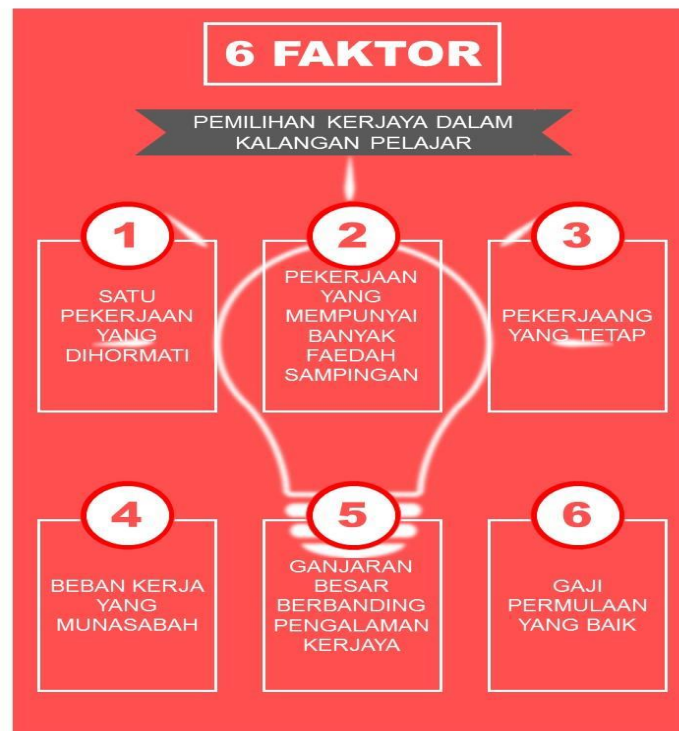 6 FAKTOR
PEMILIHAN KERJAYA DALAM
KALANGAN PELAJAR
1
SATU
PEKERJAAN
YANG
DIHORMATI
2
PEKERJAAN
YANG
MEMPUNYAI
BANYAK
FAEDAH
SAMPINGAN
3
PEKERJAANG
YANG TETAP
4
BEBAN KERJA
YANG
MUNASABAH
5
GANJARAN
BESAR
BERBANDING
PENGALAMAN
KERJAYA
6
GAJI
PERMULAAN
YANG BAIK